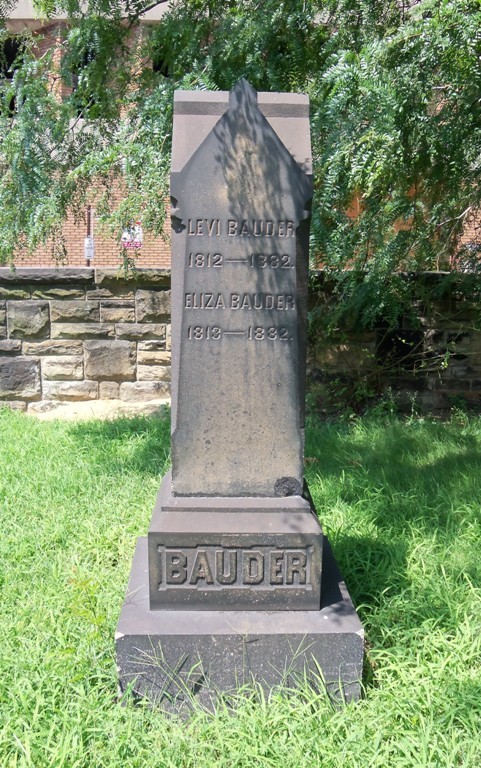 LEVI BAUDER
1812—1882.
ELIZA BAUDER
1813—1882.
BAUDER